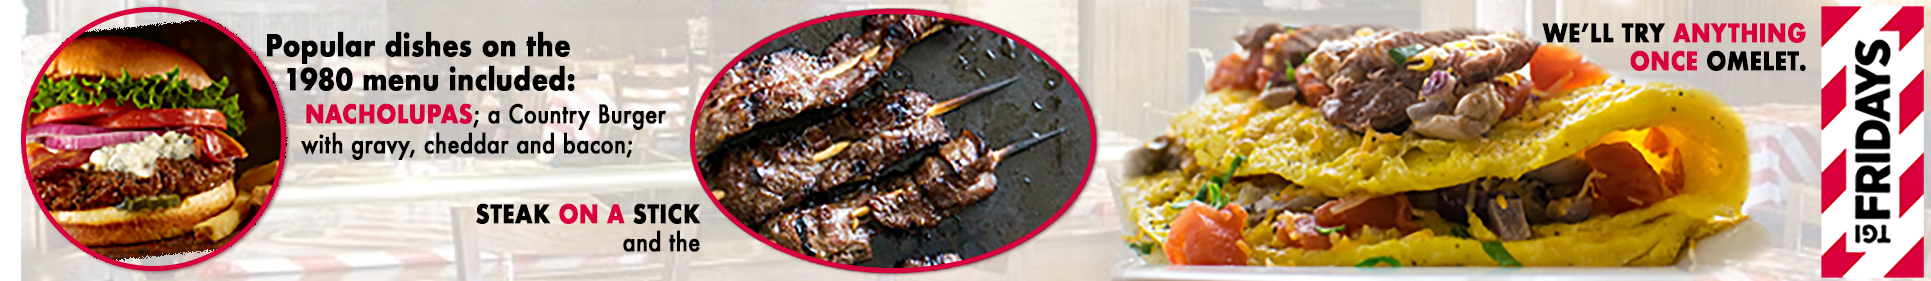 Popular dishes on the
1980 menu included:
NACHOLUPAS; a Country Burger
with gravy, cheddar and bacon;
STEAK ON A STICK
and the
WE'LL TRY ANYTHING
ONCE OMELET.
TGI FRIDAYS